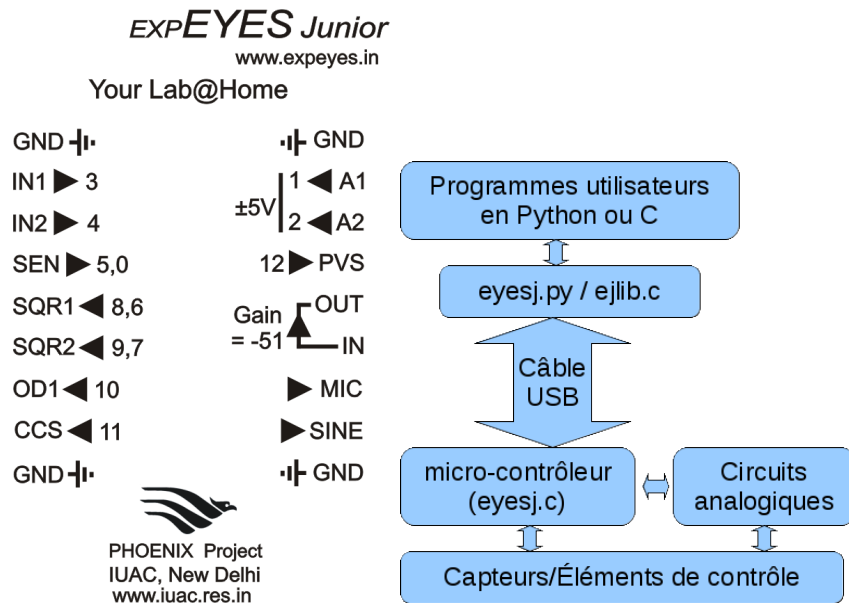 EXPEYES Junior
www.expeyes.in
Your Lab@Home
GND
IN1 3
IN2 4
SEN 5,0
SQR1 8,6
SQR2 9,7
OD1 10
CCS 11
GND
GND
±5V
1 A1
2 A2
12 PVS
Gain
= -51
OUT
IN
MIC
SINE
GND
PHOENIX Project
IUAC, New Delhi
www.iuac.res.in
Programmes utilisateurs
en Python ou C
eyesj.py / ejlib.c
Câble
USB
micro-contrôleur
(eyesj.c)
Circuits
analogiques
Capteurs/Éléments de contrôle